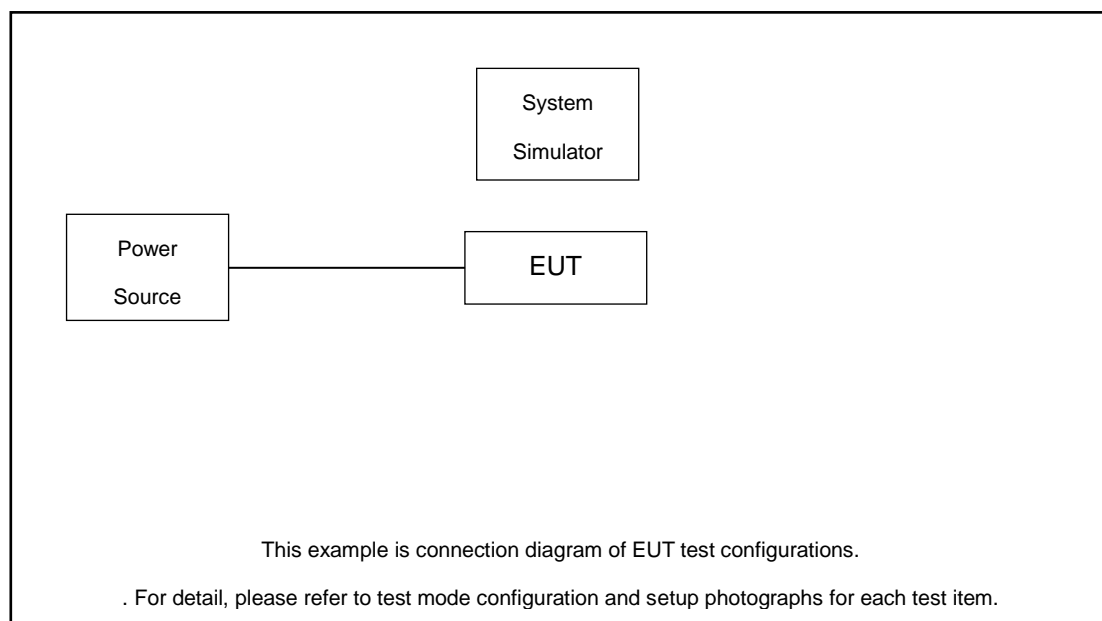 System
Simulator
Power
Source
EUT
This example is connection diagram of EUT test configurations.
. For detail, please refer to test mode configuration and setup photographs for each test item.